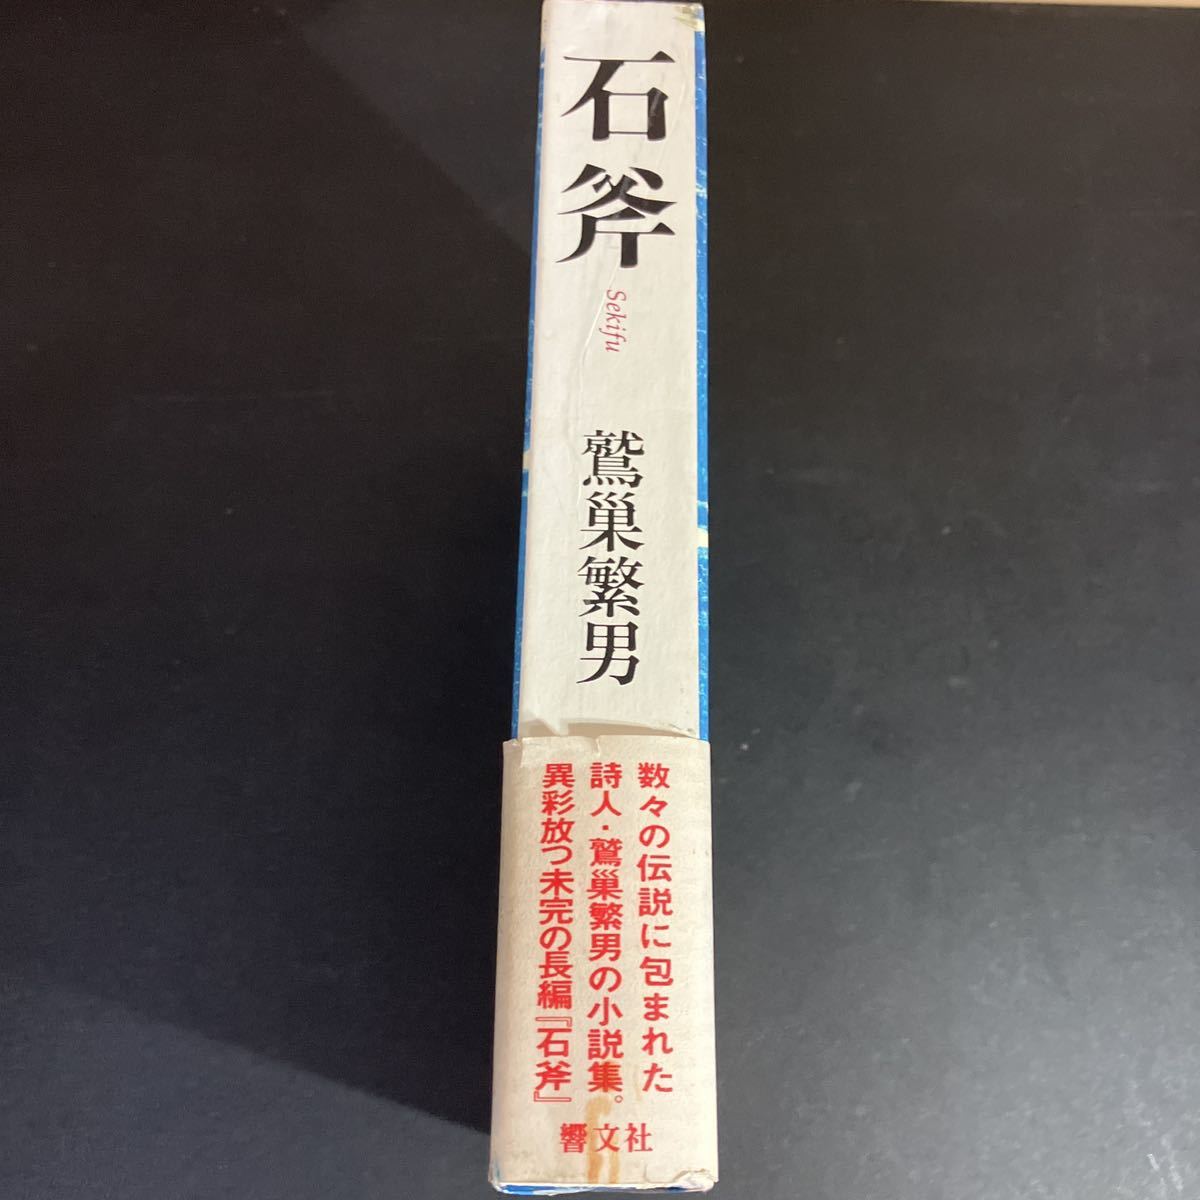 石斧
Sekifu
鷲巣繁男
数々の伝説に包まれた
詩人・鷲巣繁男の小説集。
異彩放つ未完の長編『石斧』
響文社